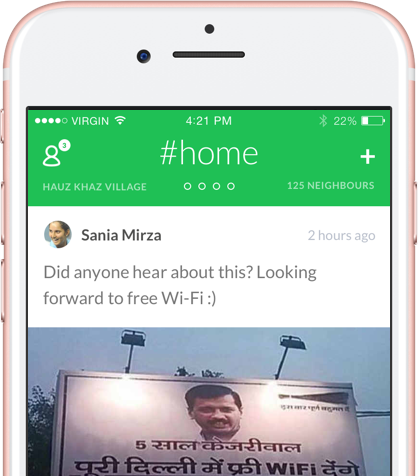 VIRGIN
4:21 PM
22%
3
#home
HAUZ KHAZ VILLAGE
125 NEIGHBOURS
Sania Mirza
2 hours ago
Did anyone hear about this? Looking
forward to free Wi-Fi :)
5 साल केजरीवाल
पूरी दिल्ली में फ्री WiFi देंगे